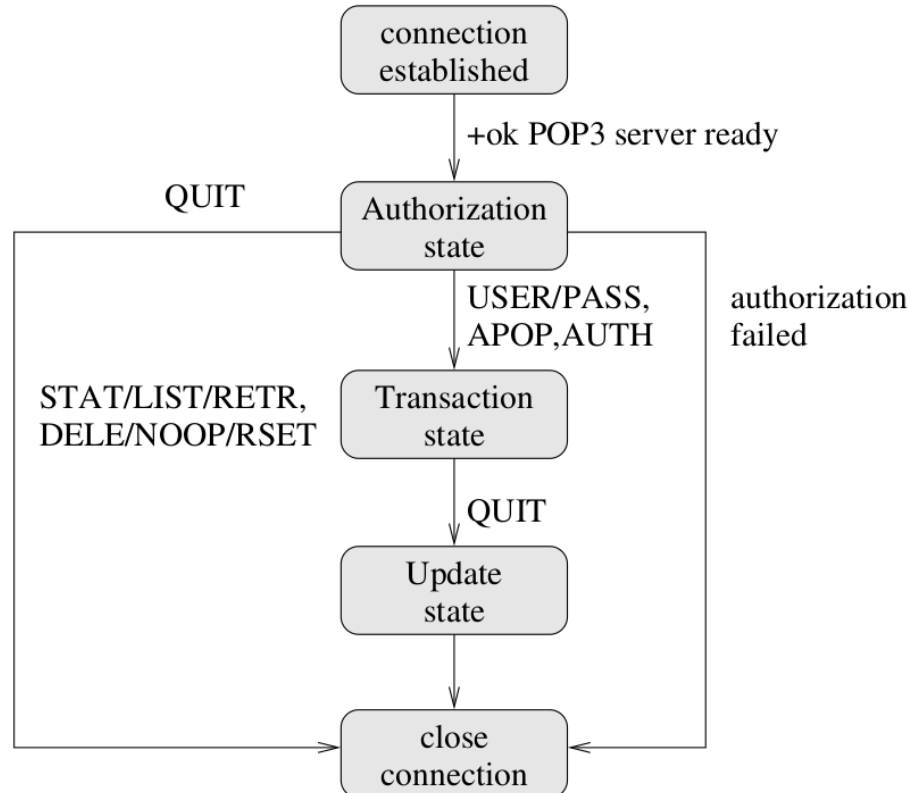 connection
established
+ok POP3 server ready
QUIT
Authorization
state
USER/PASS,
APOP,AUTH
authorization
failed
STAT/LIST/RETR,
DELE/NOOP/RSET
Transaction
state
QUIT
Update
state
close
connection